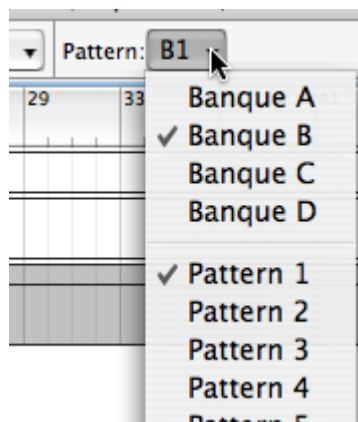 Pattern: B1
29 33
Banque A
Banque B
Banque C
Banque D
Pattern 1
Pattern 2
Pattern 3
Pattern 4